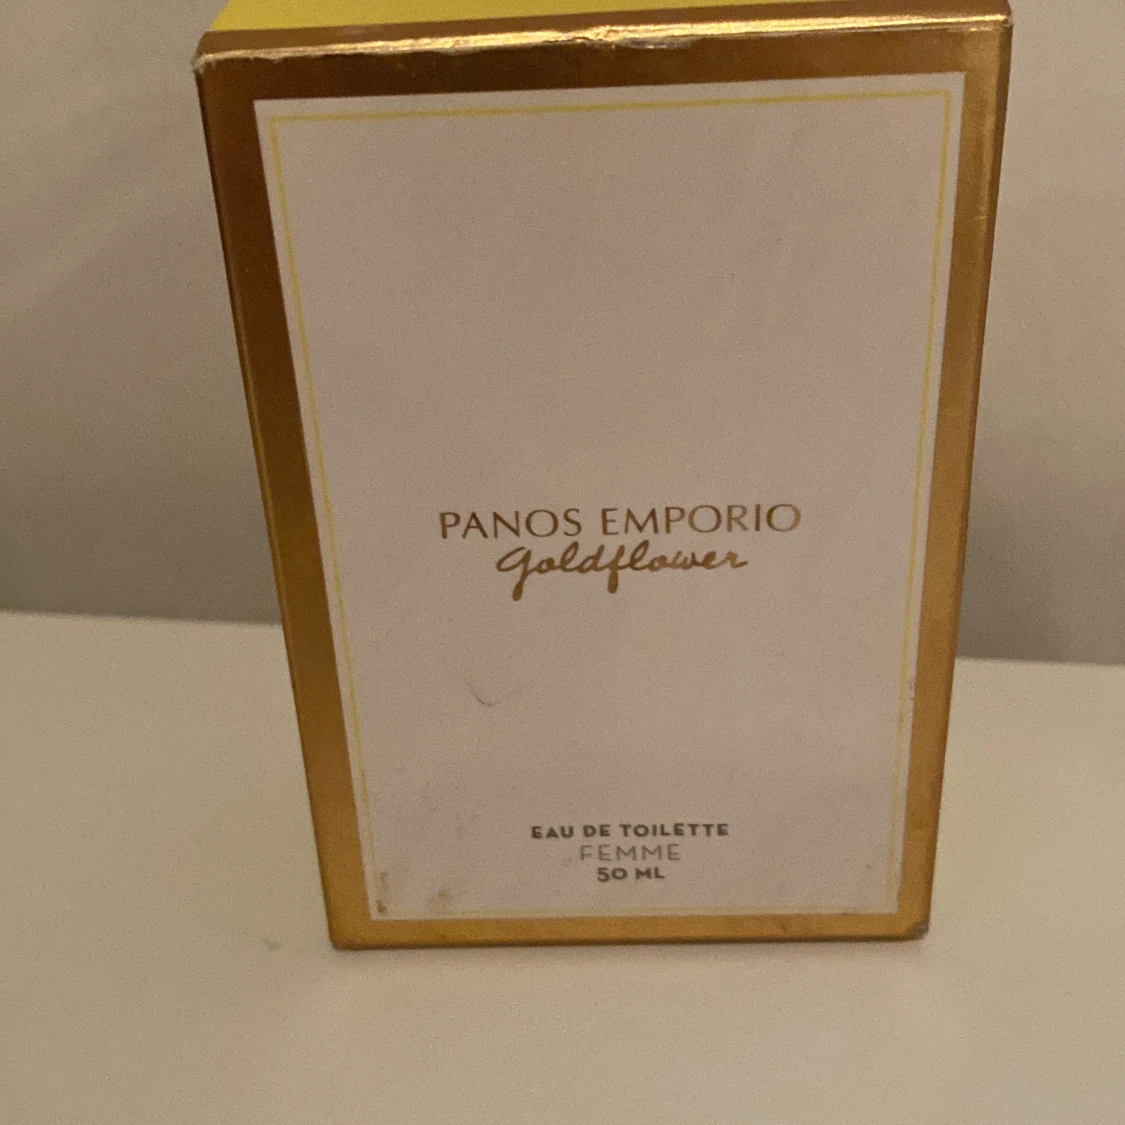 PANOS EMPORIO
goldflower
EAU DE TOILETTE
FEMME
50 ML